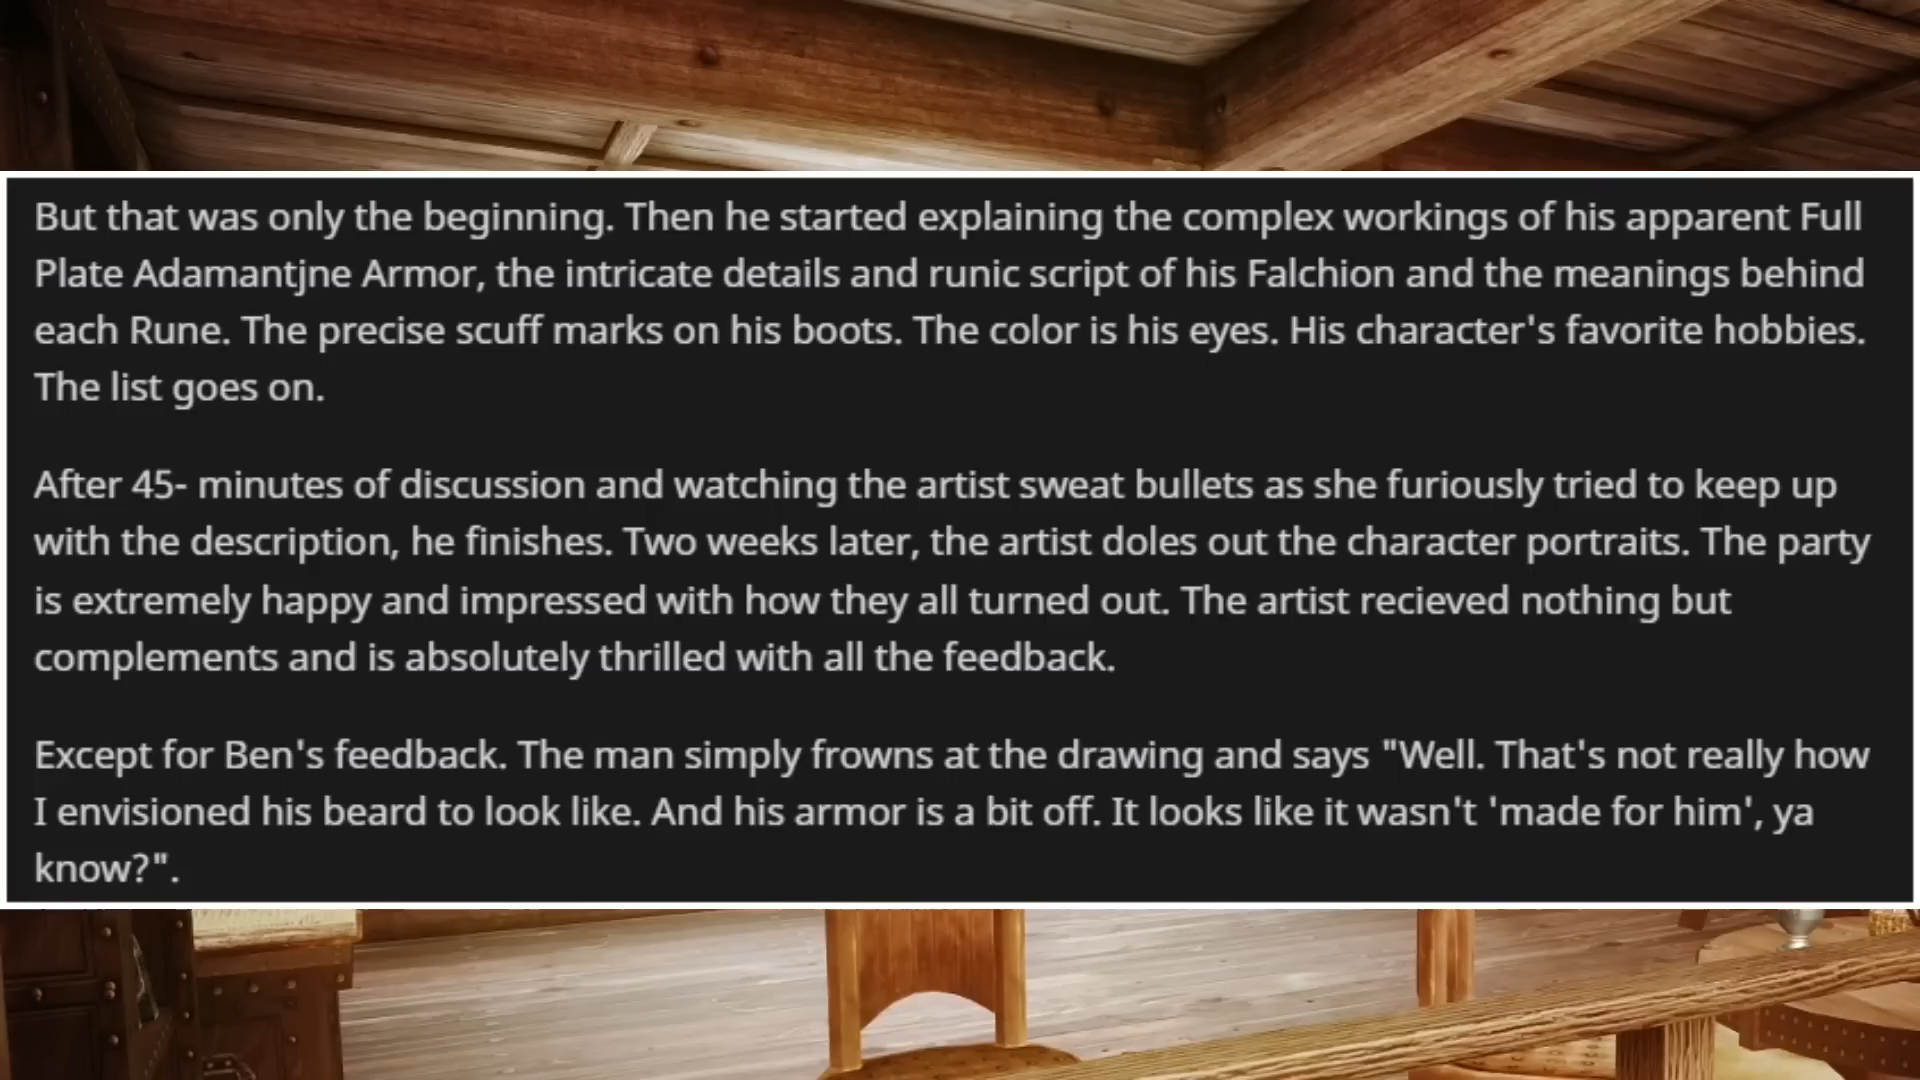 But that was only the beginning. Then he started explaining the complex workings of his apparent Full
Plate Adamantjne Armor, the intricate details and runic script of his Falchion and the meanings behind
each Rune. The precise scuff marks on his boots. The color is his eyes. His character's favorite hobbies.
The list goes on.
After 45- minutes of discussion and watching the artist sweat bullets as she furiously tried to keep up
with the description, he finishes. Two weeks later, the artist doles out the character portraits. The party
is extremely happy and impressed with how they all turned out. The artist recieved nothing but
complements and is absolutely thrilled with all the feedback.
Except for Ben's feedback. The man simply frowns at the drawing and says "Well. That's not really how
I envisioned his beard to look like. And his armor is a bit off. It looks like it wasn't 'made for him', ya
know?".